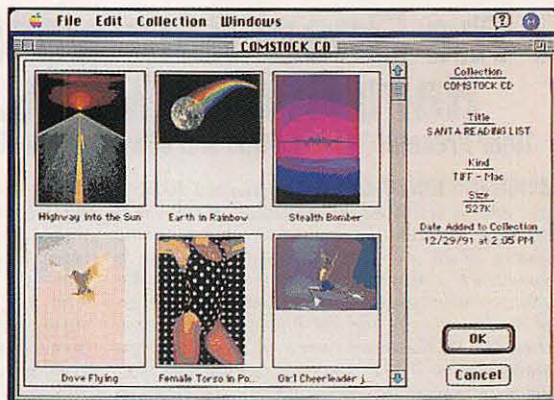 File Edit Collection Windows
COMSTOCK CD
Highway into the Sun
Earth in Rainbow
Stealth Bomber
Dove Flying
Female Torso in Po...
Girl Cheerleader j...
Collection
COMSTOCK CD
Title
SANTA READING LIST
Kind
TIFF - Mac
Size
527K
Date Added to Collection
12/29/91 at 2:05 PM
OK
Cancel